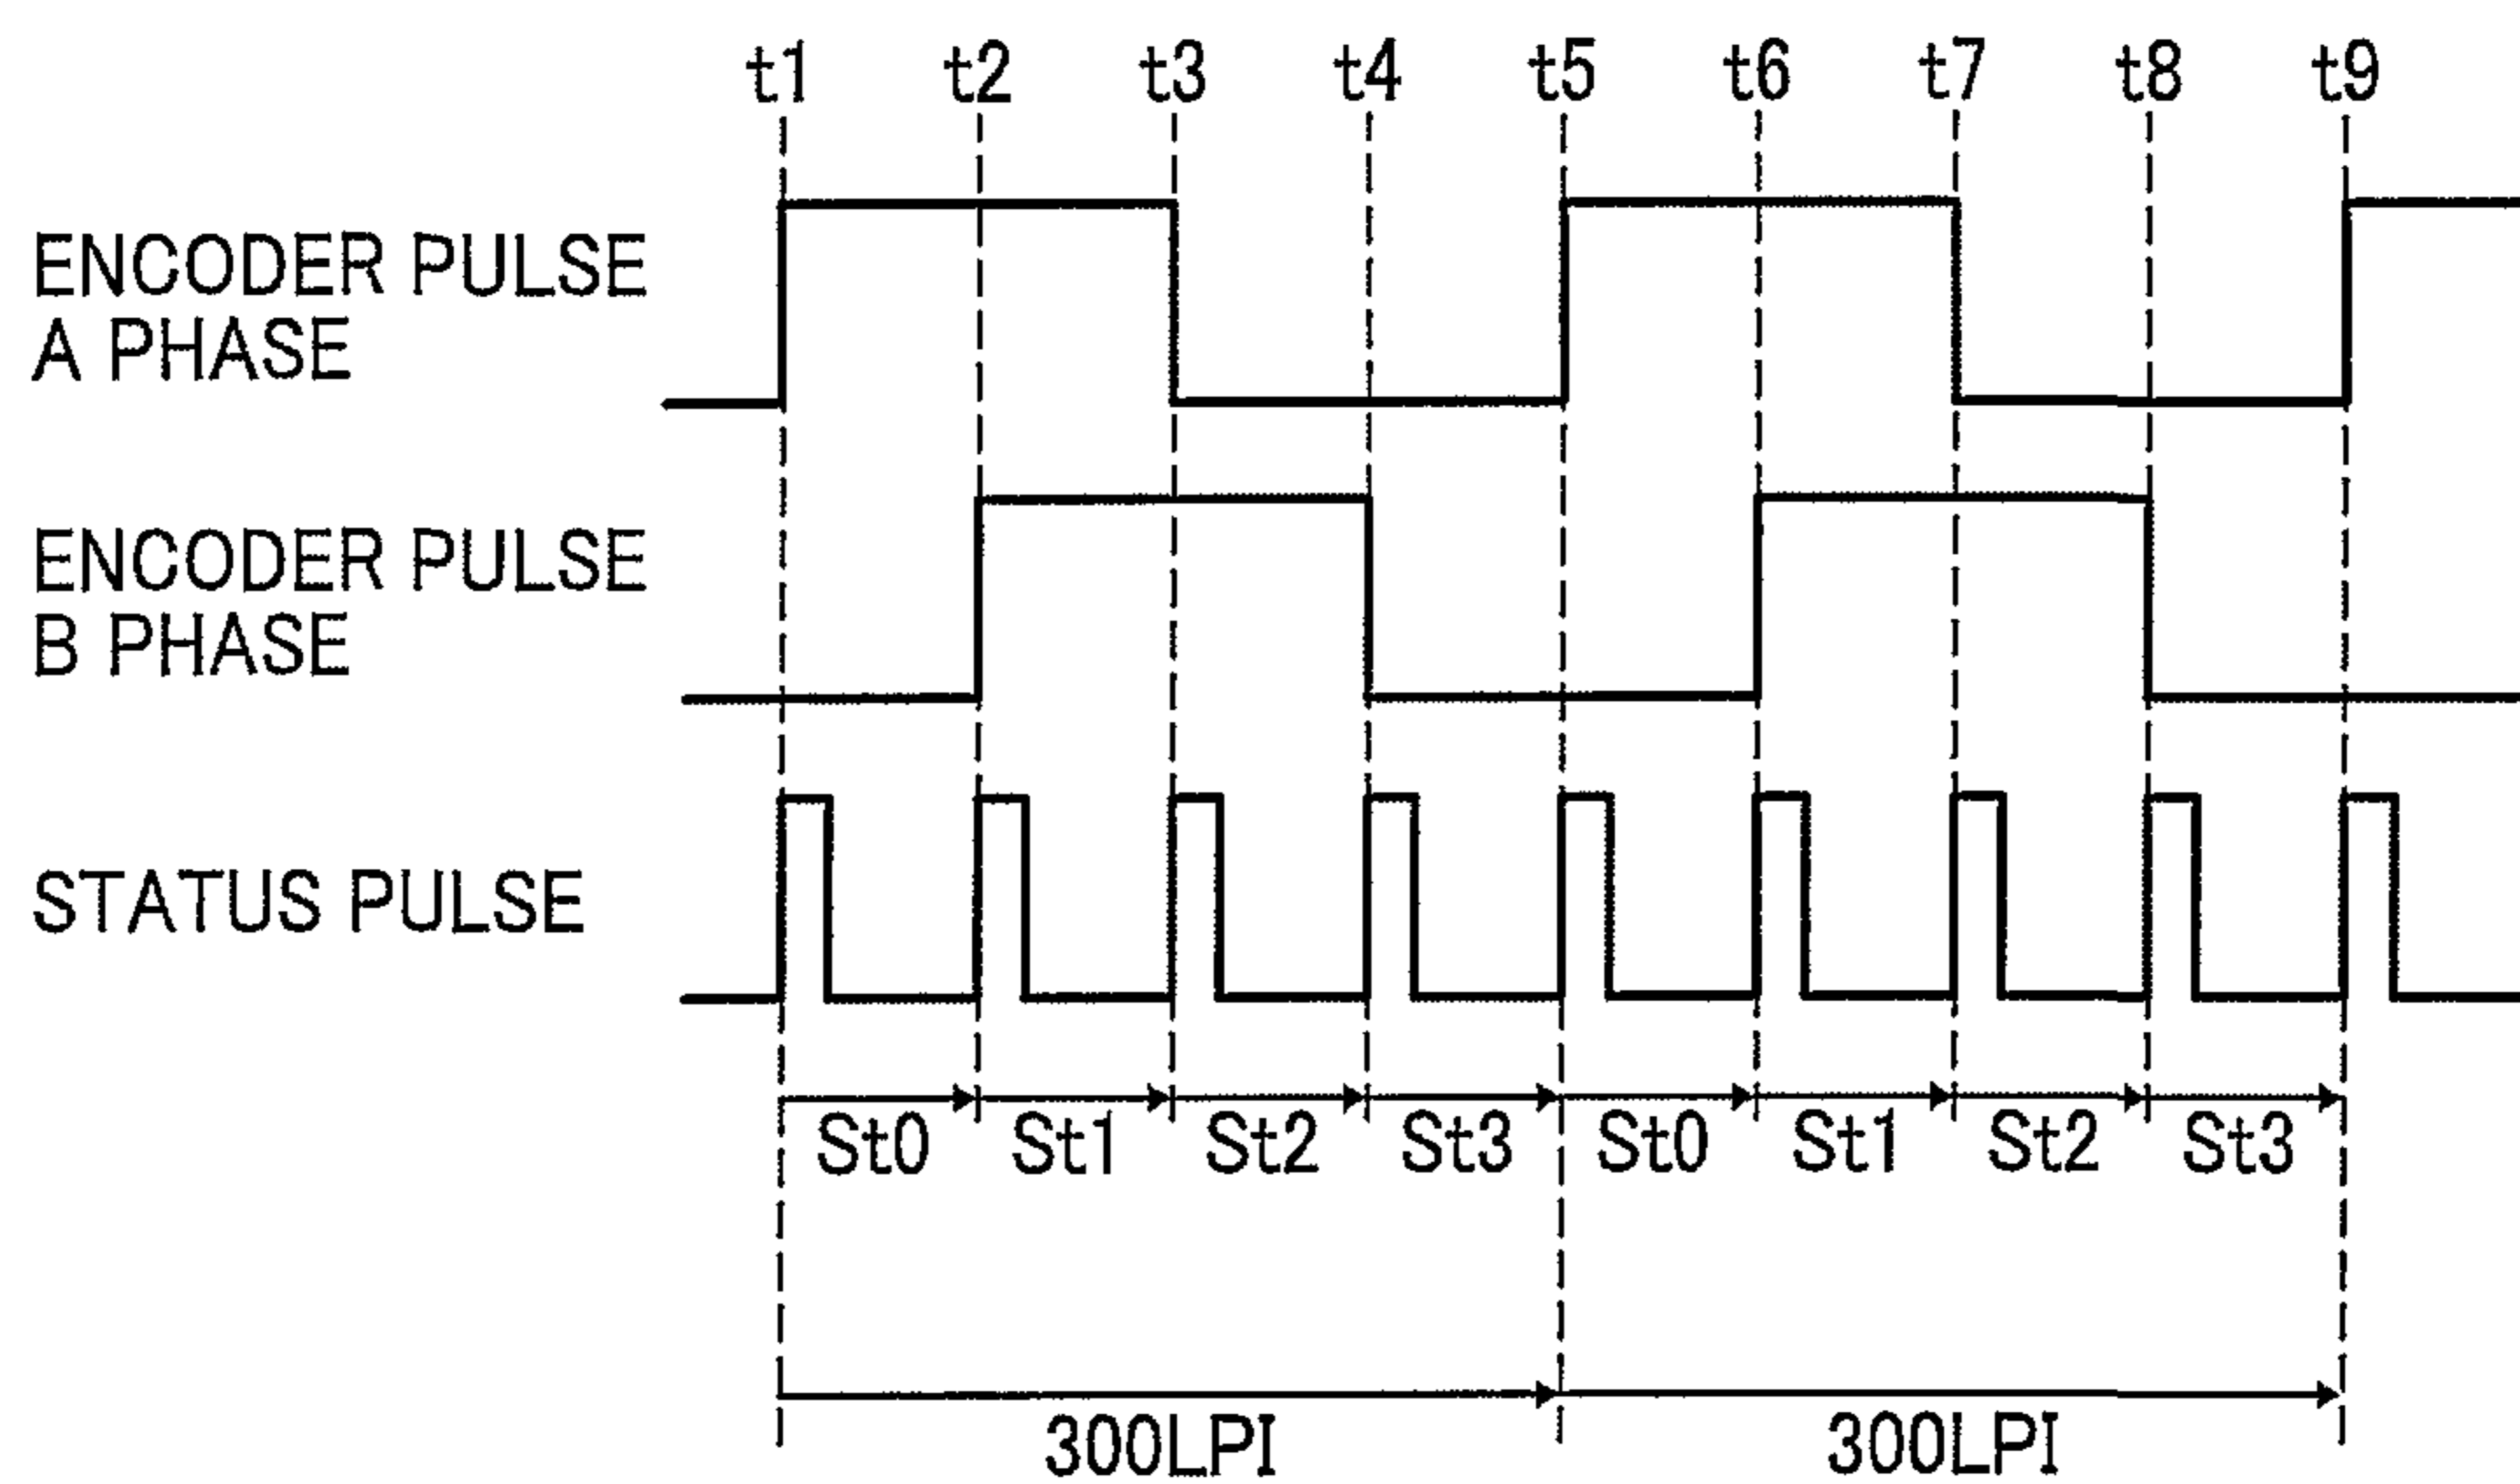 t1 t2 t3 t4 t5 t6 t7 t8 t9
ENCODER PULSE
A PHASE
ENCODER PULSE
B PHASE
STATUS PULSE
St0 St1 St2 St3 St0 St1 St2 St3
300LPI 300LPI